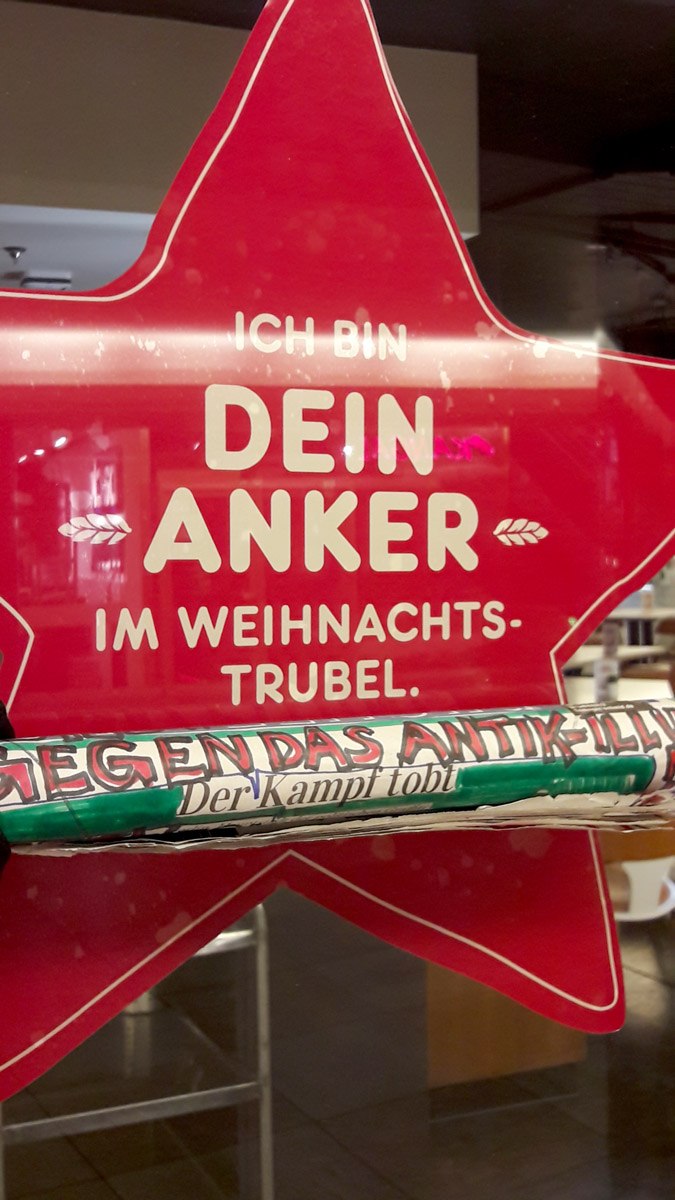 ICH BIN
DEIN
ANKER
IM WEIHNACHTS-
TRUBEL.
GEGEN DAS ANTIK-ILL
Der Kampf tobt